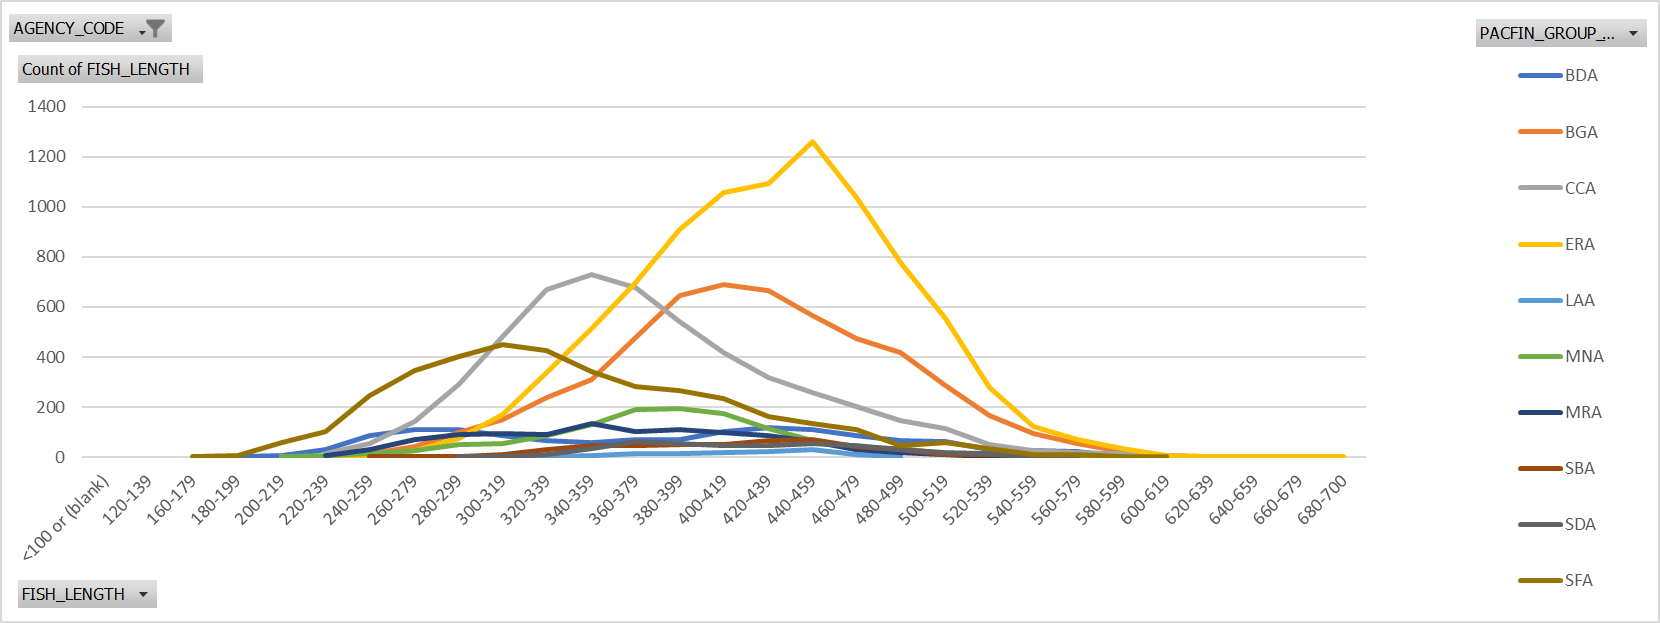 AGENCY_CODE
PACFIN_GROUP_...
Count of FISH_LENGTH
1400
1200
1000
800
600
400
200
0
<100 or (blank)
120-139
160-179
180-199
200-219
220-239
240-259
260-279
280-299
300-319
320-339
340-359
360-379
380-399
400-419
420-439
440-459
460-479
480-499
500-519
520-539
540-559
560-579
580-599
600-619
620-639
640-659
660-679
680-700
BDA
BGA
CCA
ERA
LAA
MNA
MRA
SBA
SDA
SFA
FISH_LENGTH